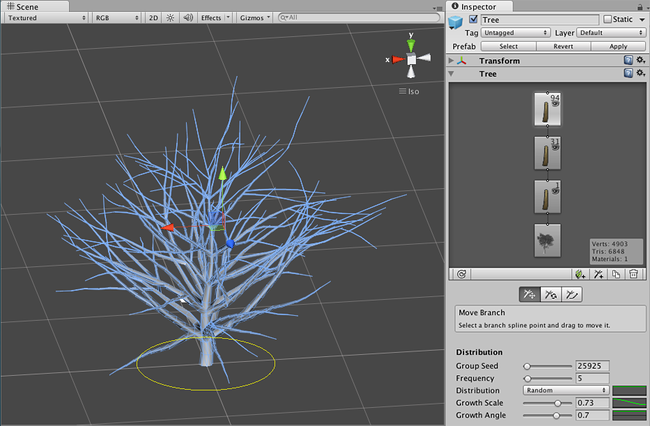 Scene
Textured RGB 2D Effects Gizmos All
y
x
Iso
Inspector
Tree Static
Tag Untagged Layer Default
Prefab Select Revert Apply
Transform
Tree
94
31
1
Verts: 4903
Tris: 6848
Materials: 1
Move Branch
Select a branch spline point and drag to move it.
Distribution
Group Seed 25925
Frequency 5
Distribution Random
Growth Scale 0.73
Growth Angle 0.7